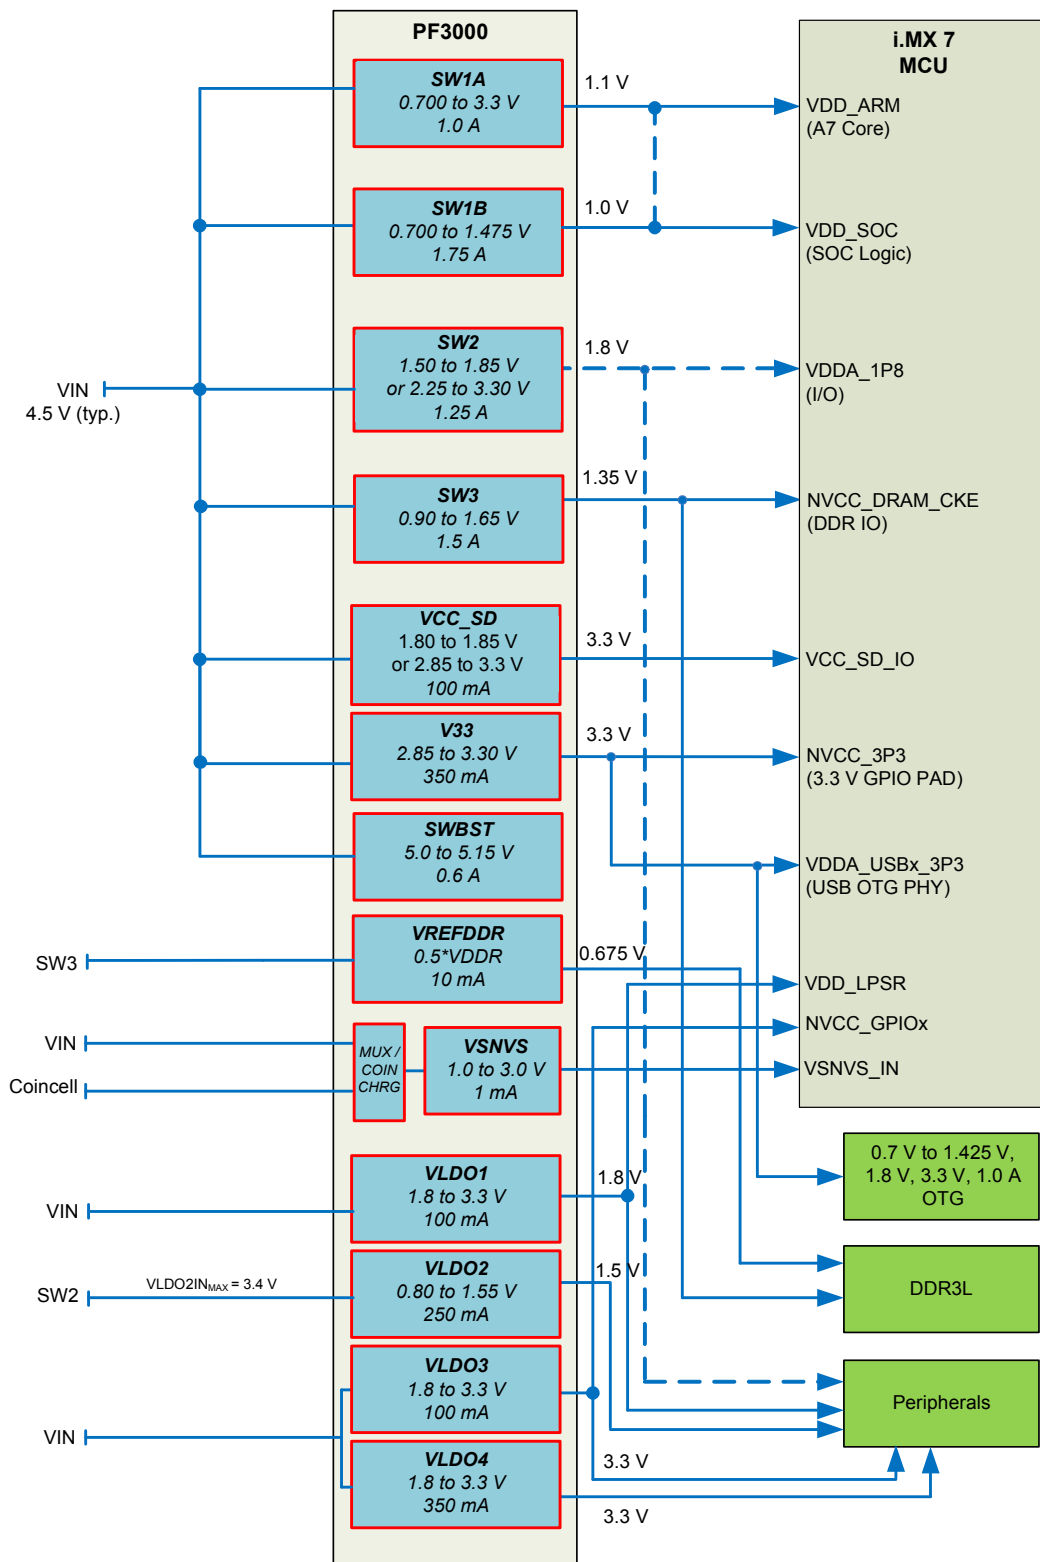 PF3000
i.MX 7
MCU
SW1A
0.700 to 3.3 V
1.0 A
1.1 V
VDD_ARM
(A7 Core)
SW1B
0.700 to 1.475 V
1.75 A
1.0 V
VDD_SOC
(SOC Logic)
SW2
1.50 to 1.85 V
or 2.25 to 3.30 V
1.25 A
1.8 V
VDDA_1P8
(I/O)
VIN
4.5 V (typ.)
SW3
0.90 to 1.65 V
1.5 A
1.35 V
NVCC_DRAM_CKE
(DDR IO)
VCC_SD
1.80 to 1.85 V
or 2.85 to 3.3 V
100 mA
3.3 V
VCC_SD_IO
V33
2.85 to 3.30 V
350 mA
3.3 V
NVCC_3P3
(3.3 V GPIO PAD)
SWBST
5.0 to 5.15 V
0.6 A
VDDA_USBx_3P3
(USB OTG PHY)
SW3
VREFDDR
0.5*VDDR
10 mA
0.675 V
VDD_LPSR
NVCC_GPIOx
VIN
Coincell
MUX /
COIN
CHRG
VSNVS
1.0 to 3.0 V
1 mA
VSNVS_IN
VIN
VLDO1
1.8 to 3.3 V
100 mA
1.8 V
0.7 V to 1.425 V,
1.8 V, 3.3 V, 1.0 A
OTG
SW2
VLDO2INMAX = 3.4 V
VLDO2
0.80 to 1.55 V
250 mA
1.5 V
DDR3L
VIN
VLDO3
1.8 to 3.3 V
100 mA
3.3 V
Peripherals
VLDO4
1.8 to 3.3 V
350 mA
3.3 V